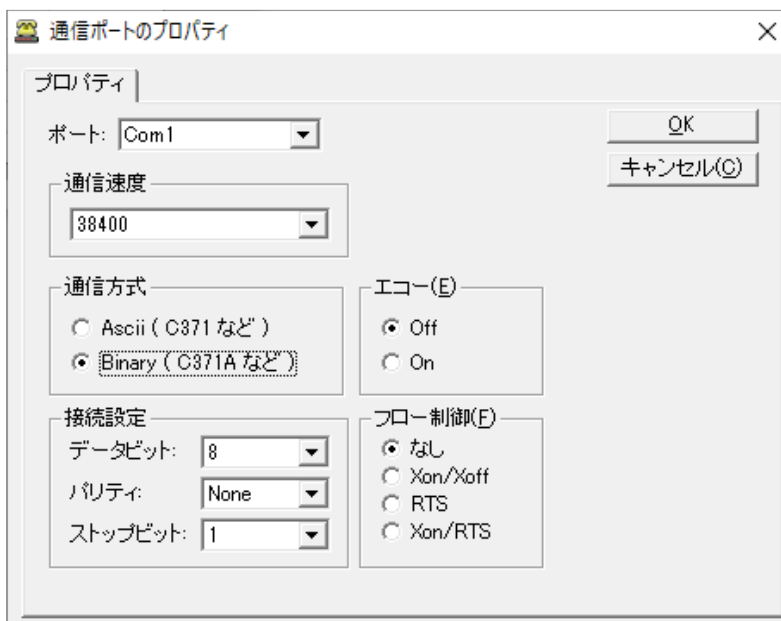 通信ポートのプロパティ
プロパティ
ポート: Com1
OK
キャンセル(C)
通信速度
38400
通信方式
Ascii ( C371 など )
Binary ( C371A など )
エコー(E)
Off
On
接続設定
データビット: 8
パリティ: None
ストップビット: 1
フロー制御(F)
なし
Xon/Xoff
RTS
Xon/RTS